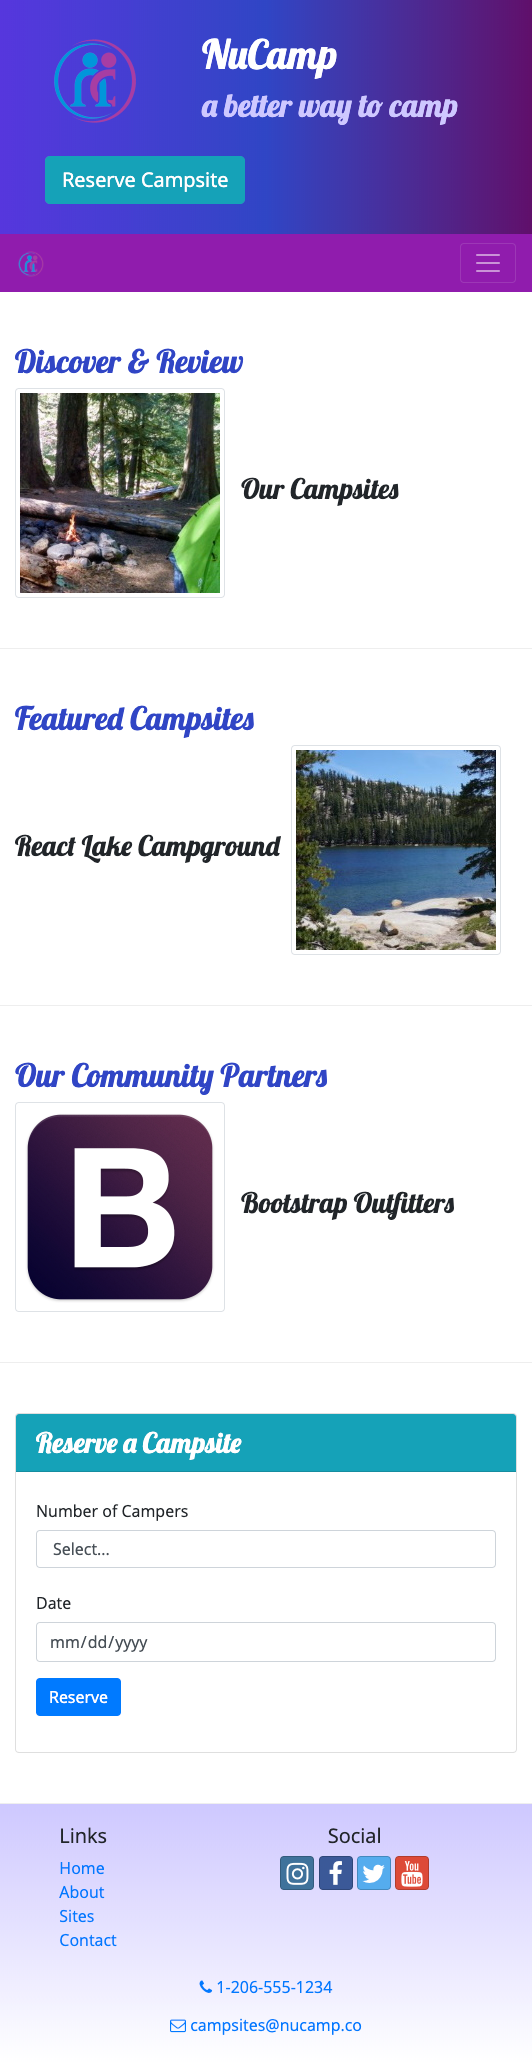 NuCamp
a better way to camp
Reserve Campsite
Discover & Review
Our Campsites
Featured Campsites
React Lake Campground
Our Community Partners
B
Bootstrap Outfitters
Reserve a Campsite
Number of Campers
Select...
Date
mm/dd/yyyy
Reserve
Links
Social
You
Tube
Home
About
Sites
Contact
1-206-555-1234
campsites@nucamp.co